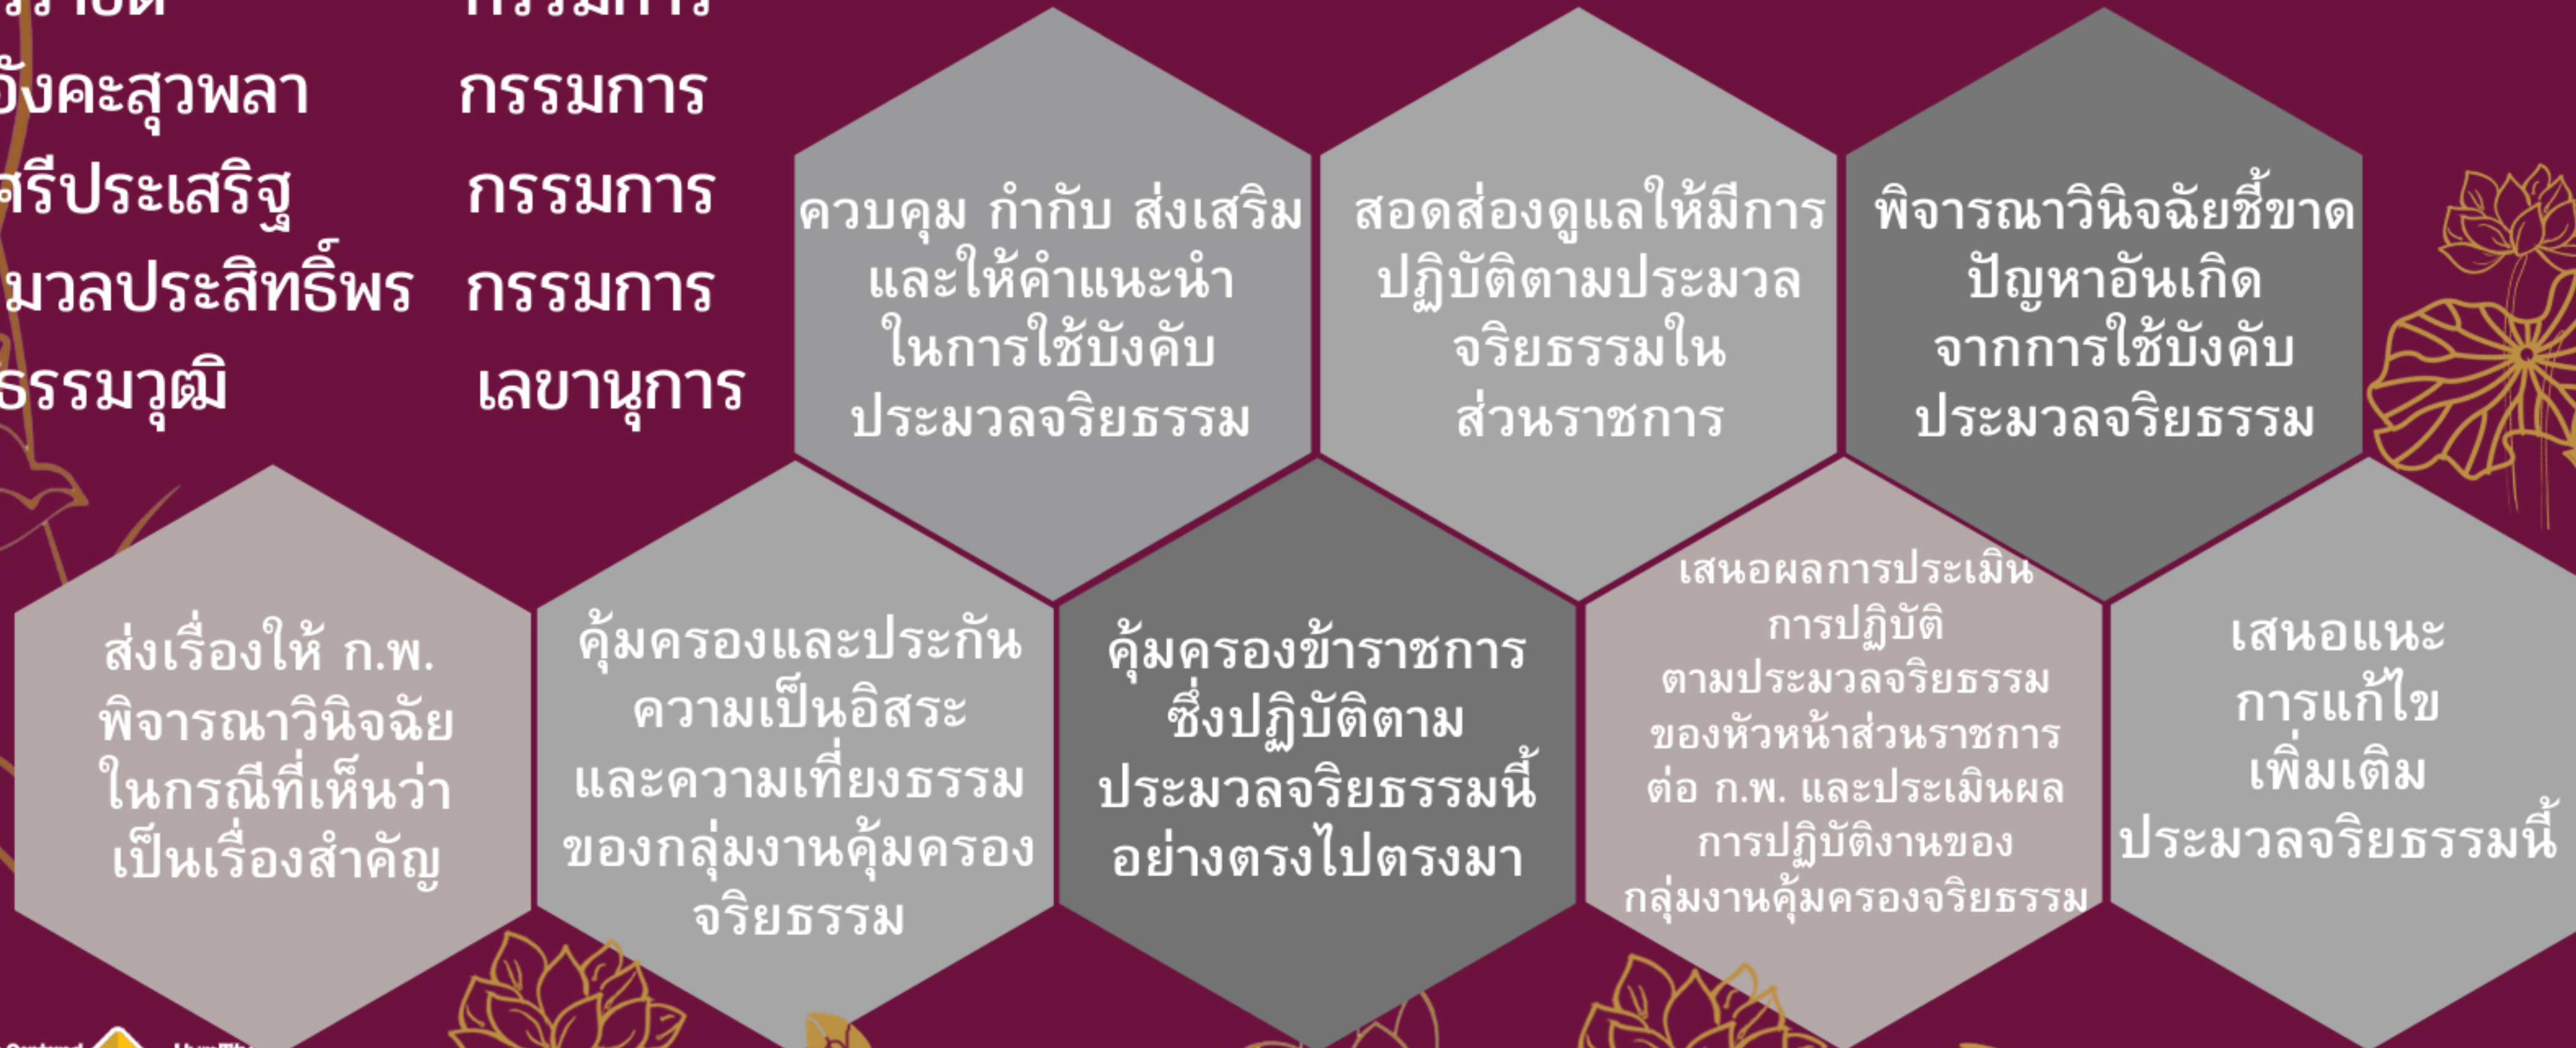 กรรมการ
อังคะสุวพลา กรรมการ
ศรีประเสริฐ กรรมการ
มวลประสิทธิ์พร กรรมการ
ธรรมวุฒิ เลขานุการ
ควบคุม กำกับ ส่งเสริม
และให้คำแนะนำ
ในการใช้บังคับ
ประมวลจริยธรรม
สอดส่องดูแลให้มีการ
ปฏิบัติตามประมวล
จริยธรรมใน
ส่วนราชการ
พิจารณาวินิจฉัยชี้ขาด
ปัญหาอันเกิด
จากการใช้บังคับ
ประมวลจริยธรรม
ส่งเรื่องให้ ก.พ.
พิจารณาวินิจฉัย
ในกรณีที่เห็นว่า
เป็นเรื่องสำคัญ
คุ้มครองและประกัน
ความเป็นอิสระ
และความเที่ยงธรรม
ของกลุ่มงานคุ้มครอง
จริยธรรม
คุ้มครองข้าราชการ
ซึ่งปฏิบัติตาม
ประมวลจริยธรรมนี้
อย่างตรงไปตรงมา
เสนอผลการประเมิน
การปฏิบัติ
ตามประมวลจริยธรรม
ของหัวหน้าส่วนราชการ
ต่อ ก.พ. และประเมินผล
การปฏิบัติงานของ
กลุ่มงานคุ้มครองจริยธรรม
เสนอแนะ
การแก้ไข
เพิ่มเติม
ประมวลจริยธรรมนี้